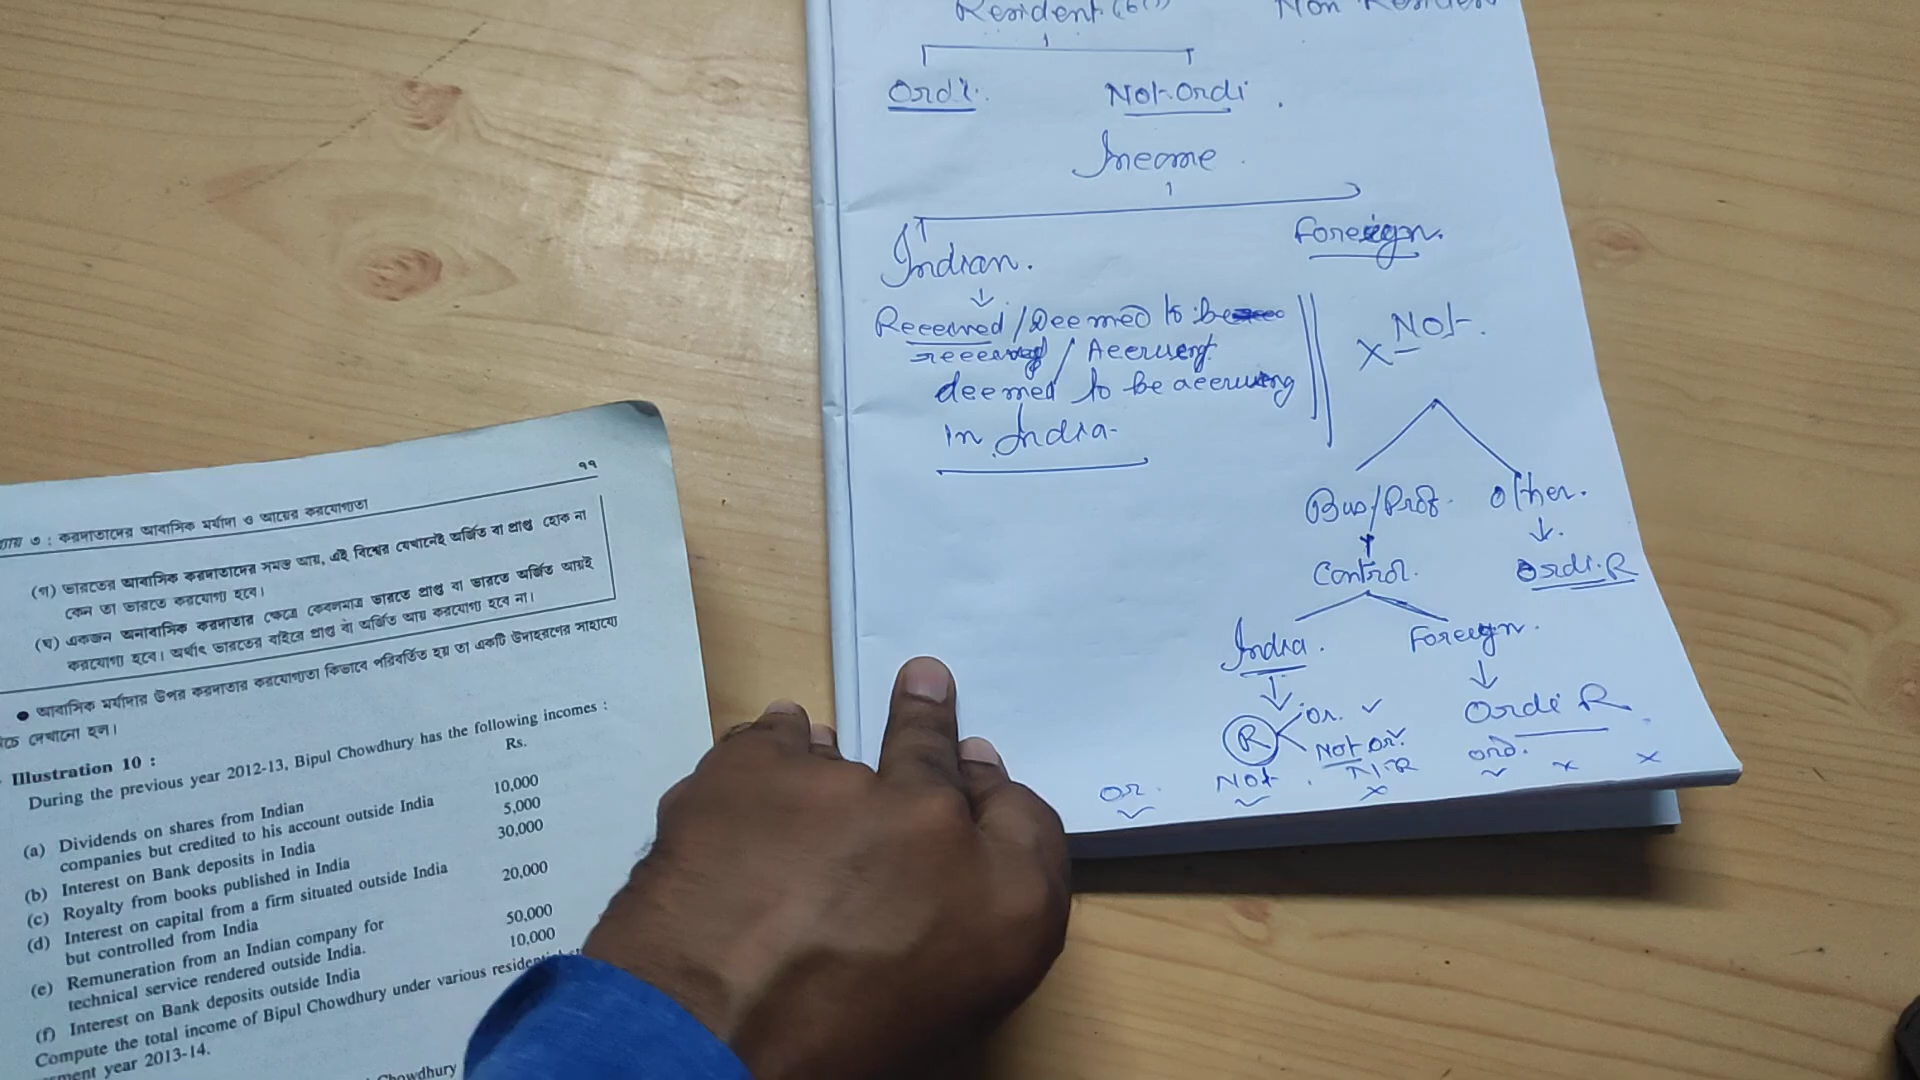 Resident (6(1)) Non Resident
Ordi. Not-Ordi.
Income.
Indian. Foreign.
Received/Deemed to be
received/Accruent
deemed to be accruing
in India-
X Not-.
Bus/Prof. Other.
Control. Ordi.R
India. Foreign.
R Or. ✓ Ordi R
Not Or.
or. Not. N.R ord.
✓ ✓ X ✓ X X
৭৭
৩ : করদাতাদের আবাসিক মর্যাদা ও আয়ের করযোগ্যতা
(গ) ভারতের আবাসিক করদাতাদের সমস্ত আয়, এই বিশ্বের যেখানেই অর্জিত বা প্রাপ্ত হোক না
কেন তা ভারতে করযোগ্য হবে।
(ঘ) একজন অনাবাসিক করদাতার ক্ষেত্রে কেবলমাত্র ভারতে প্রাপ্ত বা ভারতে অর্জিত আয়ই
করযোগ্য হবে। অর্থাৎ ভারতের বাইরে প্রাপ্ত বা অর্জিত আয় করযোগ্য হবে না।
● আবাসিক মর্যাদার উপর করদাতার করযোগ্যতা কিভাবে পরিবর্তিত হয় তা একটি উদাহরণের সাহায্যে
দেখানো হল।
Illustration 10 :
During the previous year 2012-13, Bipul Chowdhury has the following incomes :
Rs.
(a) Dividends on shares from Indian
companies but credited to his account outside India 10,000
(b) Interest on Bank deposits in India 5,000
(c) Royalty from books published in India 30,000
(d) Interest on capital from a firm situated outside India
but controlled from India 20,000
(e) Remuneration from an Indian company for
technical service rendered outside India. 50,000
(f) Interest on Bank deposits outside India 10,000
Compute the total income of Bipul Chowdhury under various
year 2013-14.
Chowdhury